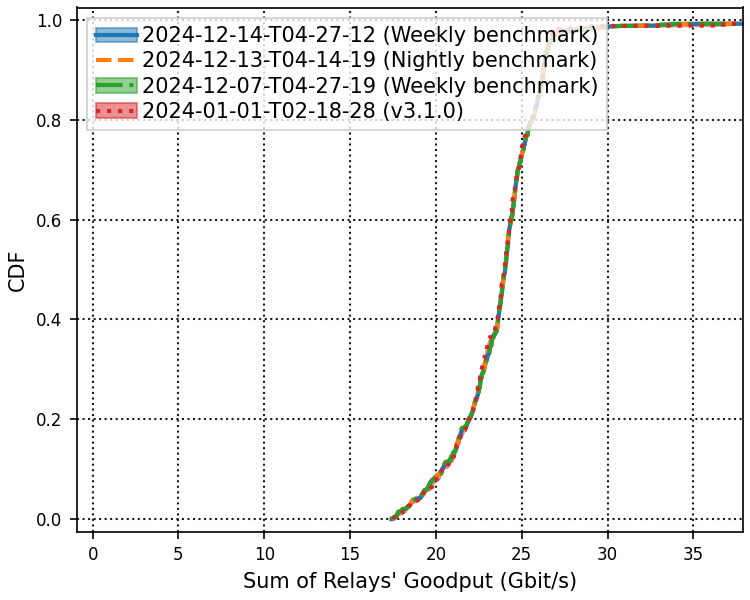 2024-12-14-T04-27-12 (Weekly benchmark)
2024-12-13-T04-14-19 (Nightly benchmark)
2024-12-07-T04-27-19 (Weekly benchmark)
2024-01-01-T02-18-28 (v3.1.0)
1.0
0.8
0.6
0.4
0.2
0.0
CDF
0 5 10 15 20 25 30 35
Sum of Relays' Goodput (Gbit/s)